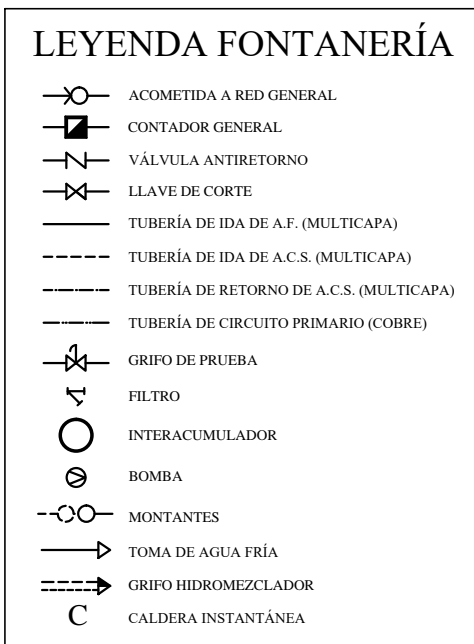 LEYENDA FONTANERÍA
ACOMETIDA A RED GENERAL
CONTADOR GENERAL
VÁLVULA ANTIRETORNO
LLAVE DE CORTE
TUBERÍA DE IDA DE A.F. (MULTICAPA)
TUBERÍA DE IDA DE A.C.S. (MULTICAPA)
TUBERÍA DE RETORNO DE A.C.S. (MULTICAPA)
TUBERÍA DE CIRCUITO PRIMARIO (COBRE)
GRIFO DE PRUEBA
FILTRO
INTERACUMULADOR
BOMBA
MONTANTES
TOMA DE AGUA FRÍA
GRIFO HIDROMEZCLADOR
C CALDERA INSTANTÁNEA